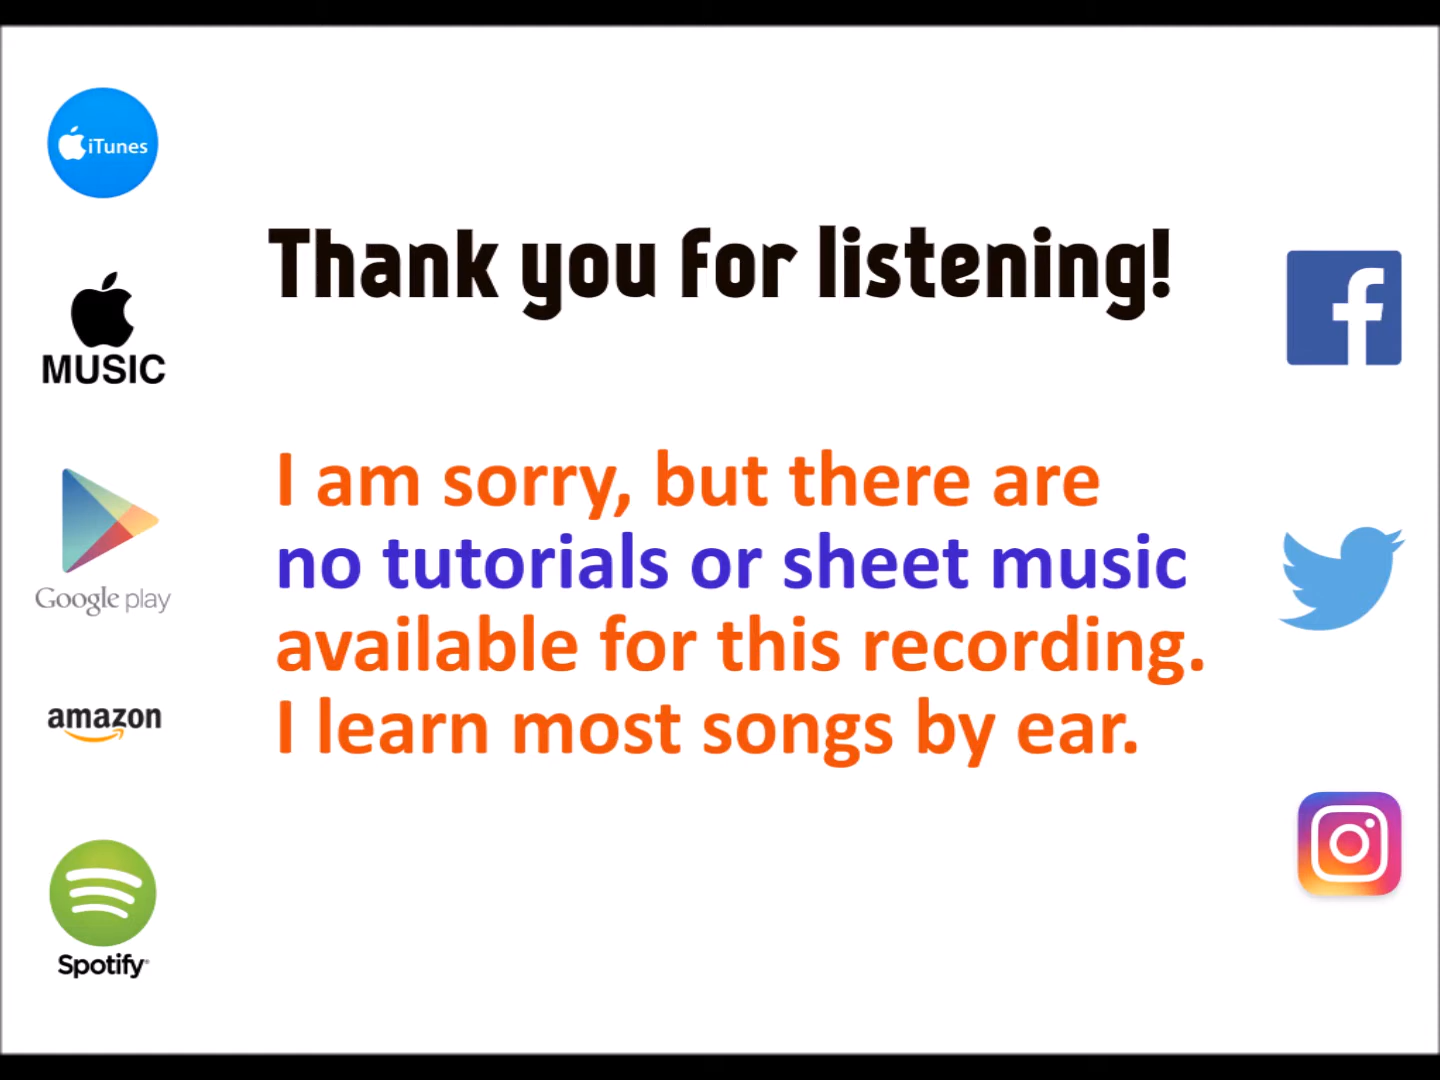 iTunes
Thank you for listening!
MUSIC
I am sorry, but there are
no tutorials or sheet music
available for this recording.
I learn most songs by ear.
Google play
amazon
Spotify